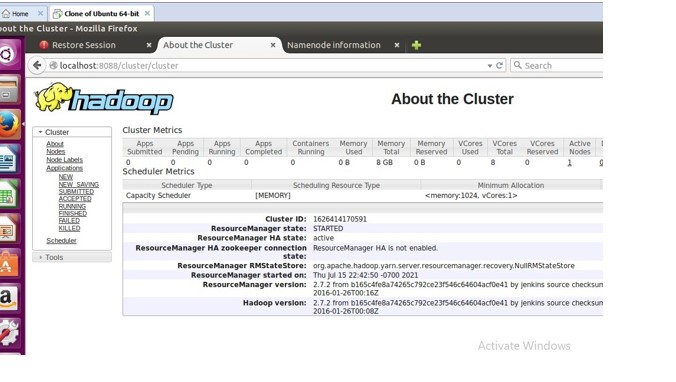 Home
Clone of Ubuntu 64-bit
bout the Cluster - Mozilla Firefox
Restore Session
About the Cluster
Namenode information
localhost:8088/cluster/cluster
Search
hadoop
About the Cluster
Cluster
About
Nodes
Node Labels
Applications
NEW
NEW_SAVING
SUBMITTED
ACCEPTED
RUNNING
FINISHED
FAILED
KILLED
Scheduler
Tools
Cluster Metrics
Apps Submitted Apps Pending Apps Running Apps Completed Containers Running Memory Used Memory Total Memory Reserved VCores Used VCores Total VCores Reserved Active Nodes
0 0 0 0 0 0 B 8 GB 0 B 0 8 0 1 0
Scheduler Metrics
Scheduler Type Scheduling Resource Type Minimum Allocation
Capacity Scheduler [MEMORY] <memory:1024, vCores:1>
Cluster ID: 1626414170591
ResourceManager state: STARTED
ResourceManager HA state: active
ResourceManager HA zookeeper connection state: ResourceManager HA is not enabled.
ResourceManager RMStateStore: org.apache.hadoop.yarn.server.resourcemanager.recovery.NullRMStateStore
ResourceManager started on: Thu Jul 15 22:42:50 -0700 2021
ResourceManager version: 2.7.2 from b165c4fe8a74265c792ce23f546c64604acf0e41 by jenkins source checksum
2016-01-26T00:16Z
Hadoop version: 2.7.2 from b165c4fe8a74265c792ce23f546c64604acf0e41 by jenkins source checksum
2016-01-26T00:08Z
Activate Windows